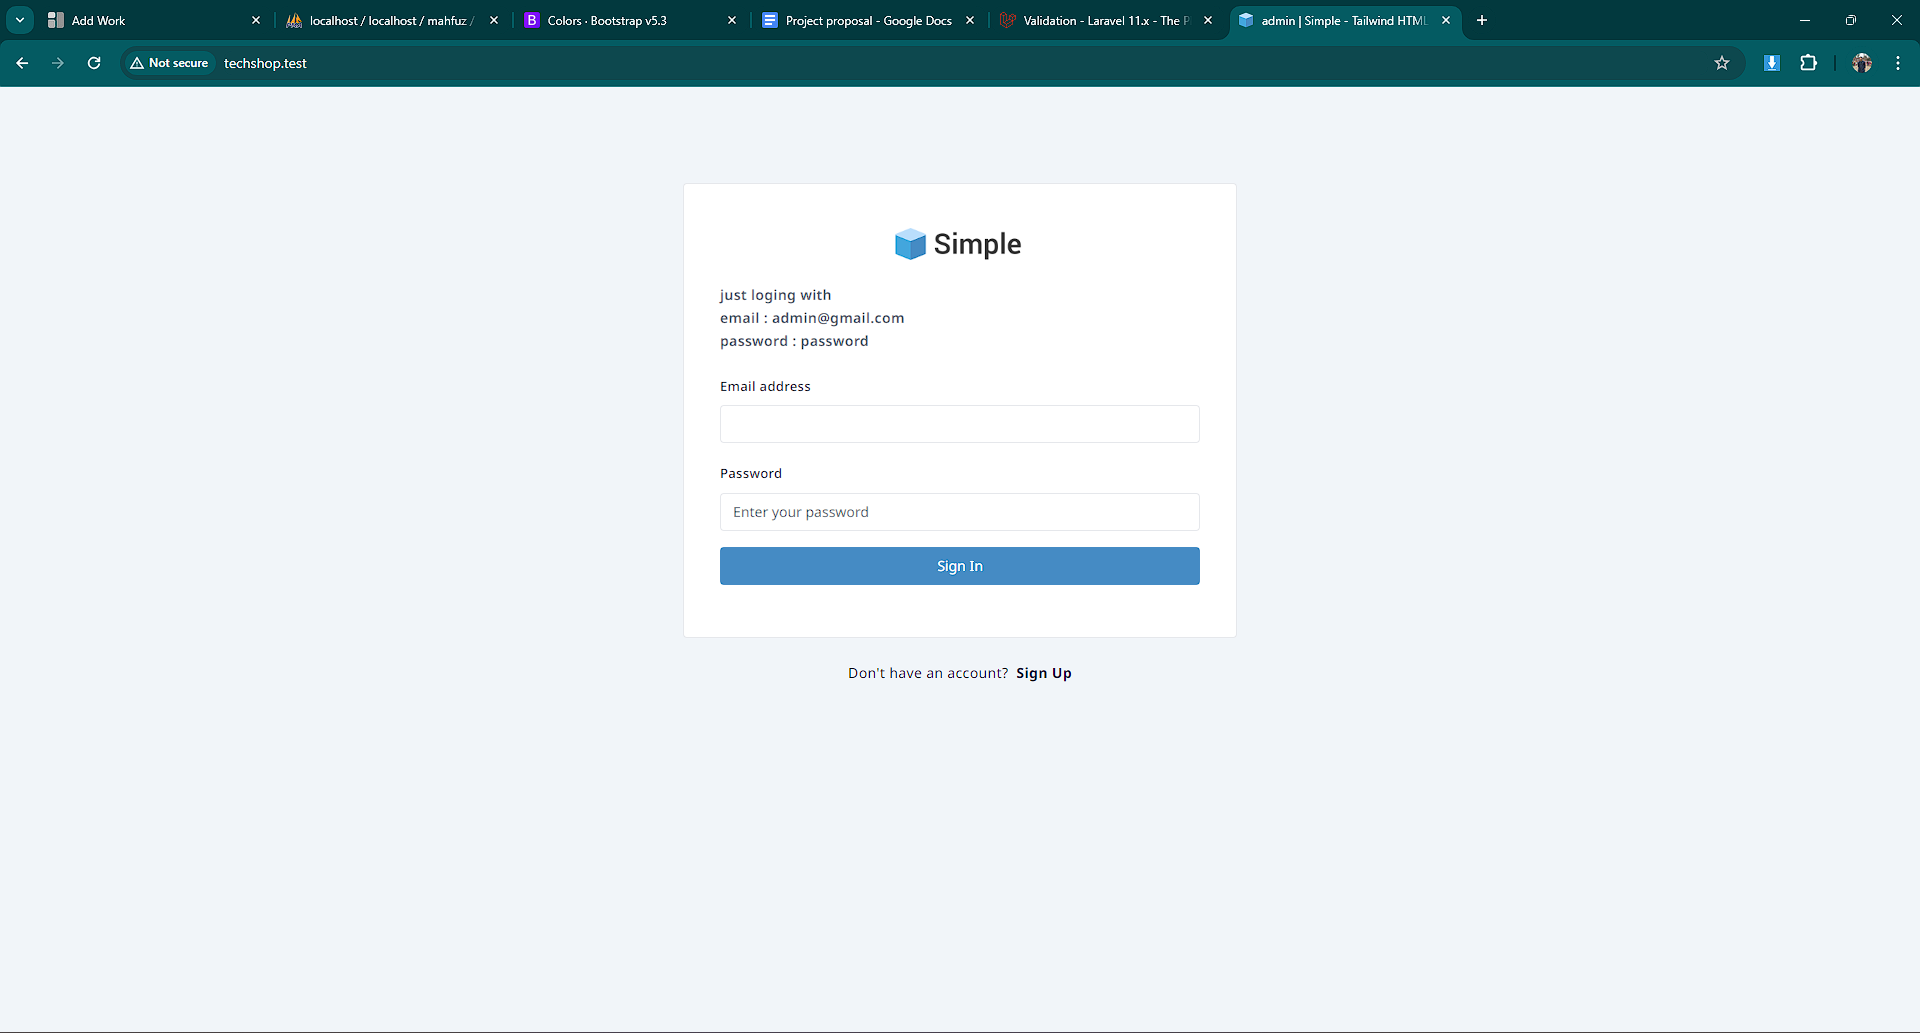 Add Work
localhost / localhost / mahfuz /
Colors · Bootstrap v5.3
Project proposal - Google Docs
Validation - Laravel 11.x - The P
admin | Simple - Tailwind HTML
Not secure
techshop.test
Simple
just loging with
email : admin@gmail.com
password : password
Email address
Password
Enter your password
Sign In
Don't have an account? Sign Up